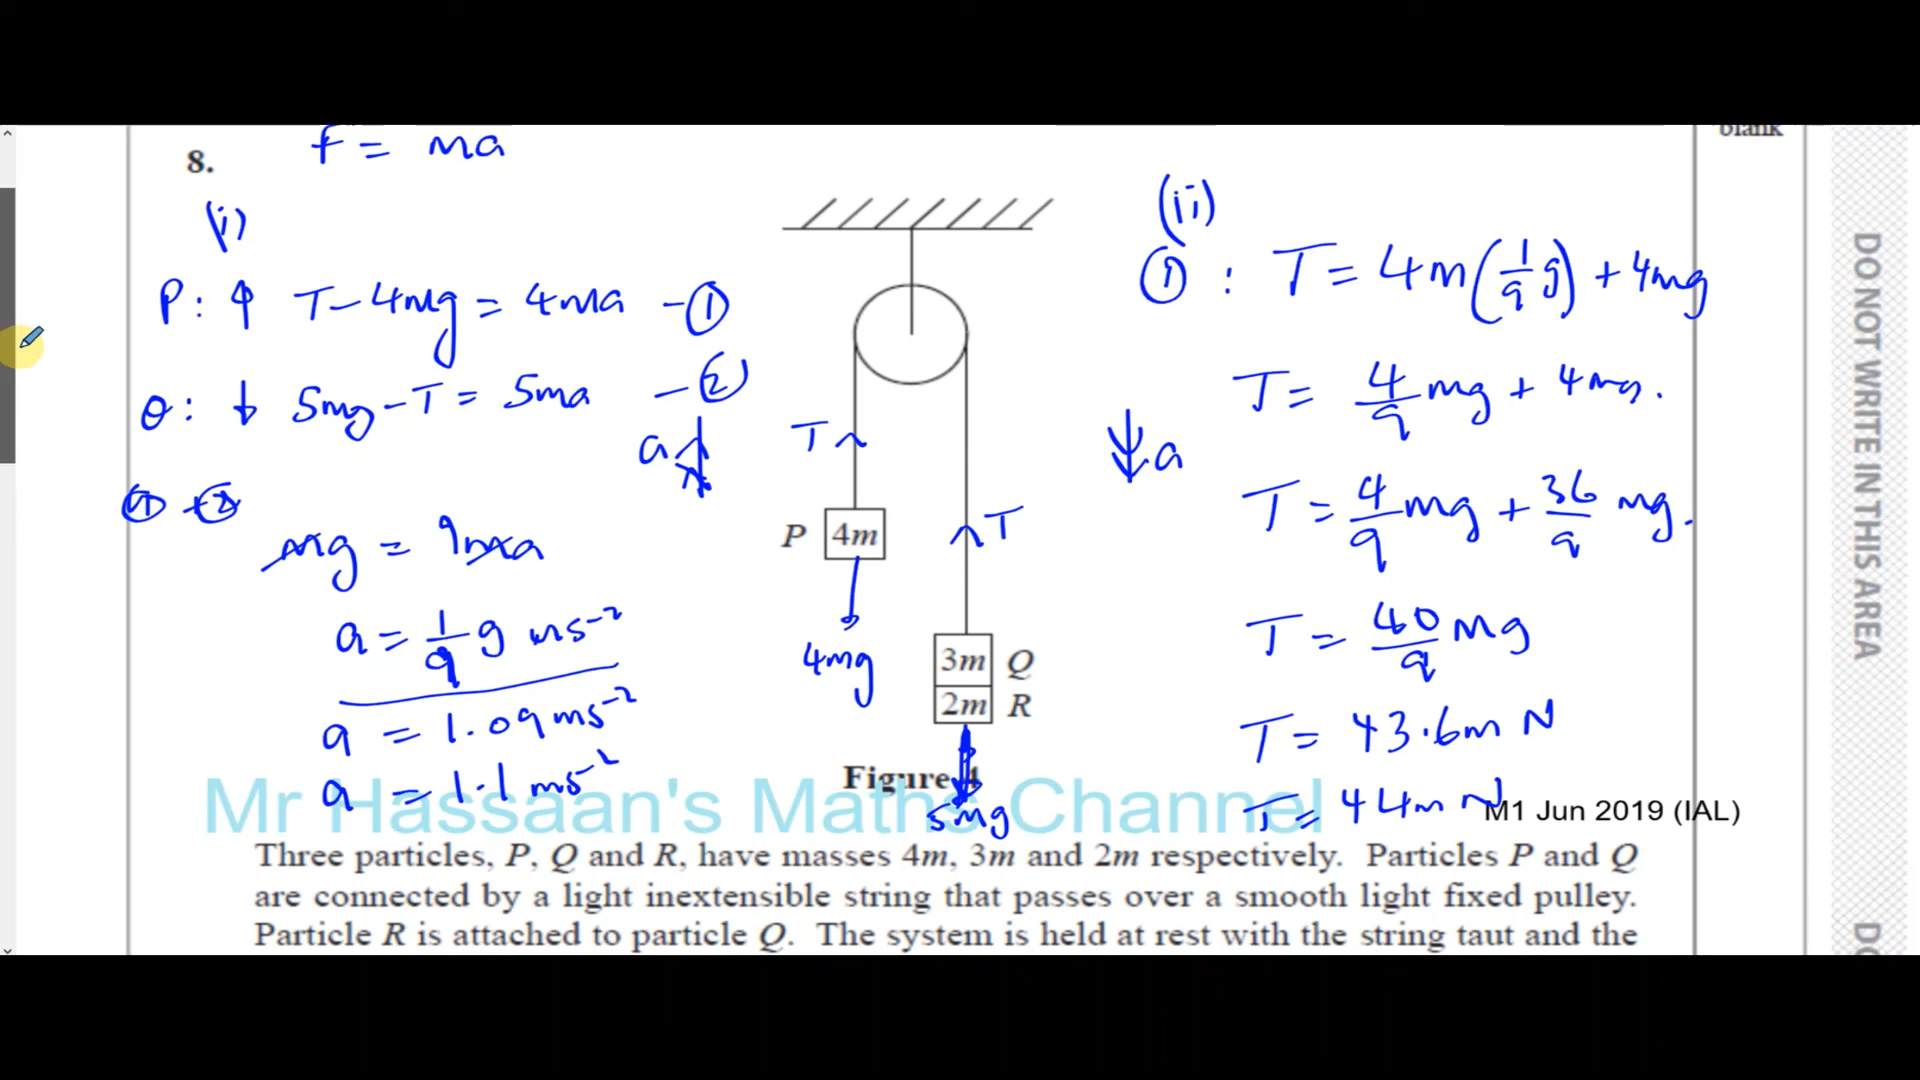 blank
F = ma
8.
(i)
(ii)
P: ↑ T - 4mg = 4ma - ①
①: T = 4m(1/9 g) + 4mg
Q: ↓ 5mg - T = 5ma - ②
T = 4/9 mg + 4mg.
a
T
a
① + ②
T = 4/9 mg + 36/9 mg.
mg = 9ma
P 4m
T
a = 1/9 g ms⁻²
T = 40/9 mg
4mg
3m Q
2m R
a = 1.09 ms⁻²
T = 43.6m N
Figure 4
a = 1.1 ms⁻²
T = 44m N
5mg
Mr Hassaan's Maths Channel
M1 Jun 2019 (IAL)
Three particles, P, Q and R, have masses 4m, 3m and 2m respectively. Particles P and Q
are connected by a light inextensible string that passes over a smooth light fixed pulley.
Particle R is attached to particle Q. The system is held at rest with the string taut and the
DO NOT WRITE IN THIS AREA
DO